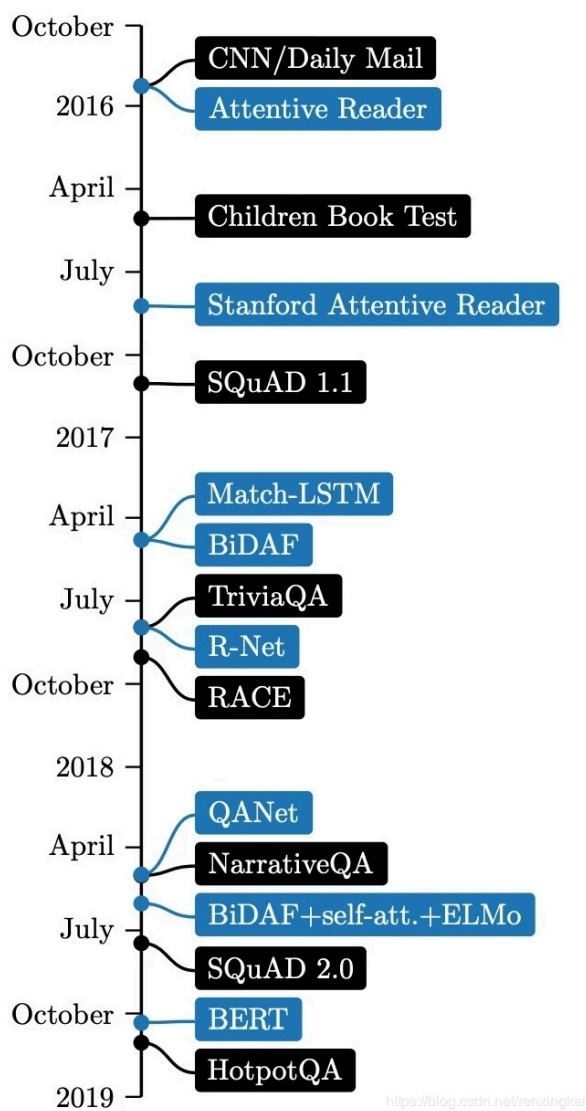 October
CNN/Daily Mail
2016
Attentive Reader
April
Children Book Test
July
Stanford Attentive Reader
October
SQuAD 1.1
2017
Match-LSTM
April
BiDAF
July
TriviaQA
R-Net
October
RACE
2018
QANet
April
NarrativeQA
BiDAF+self-att.+ELMo
July
SQuAD 2.0
October
BERT
HotpotQA
2019
https://blog.csdn.net/renxingkai